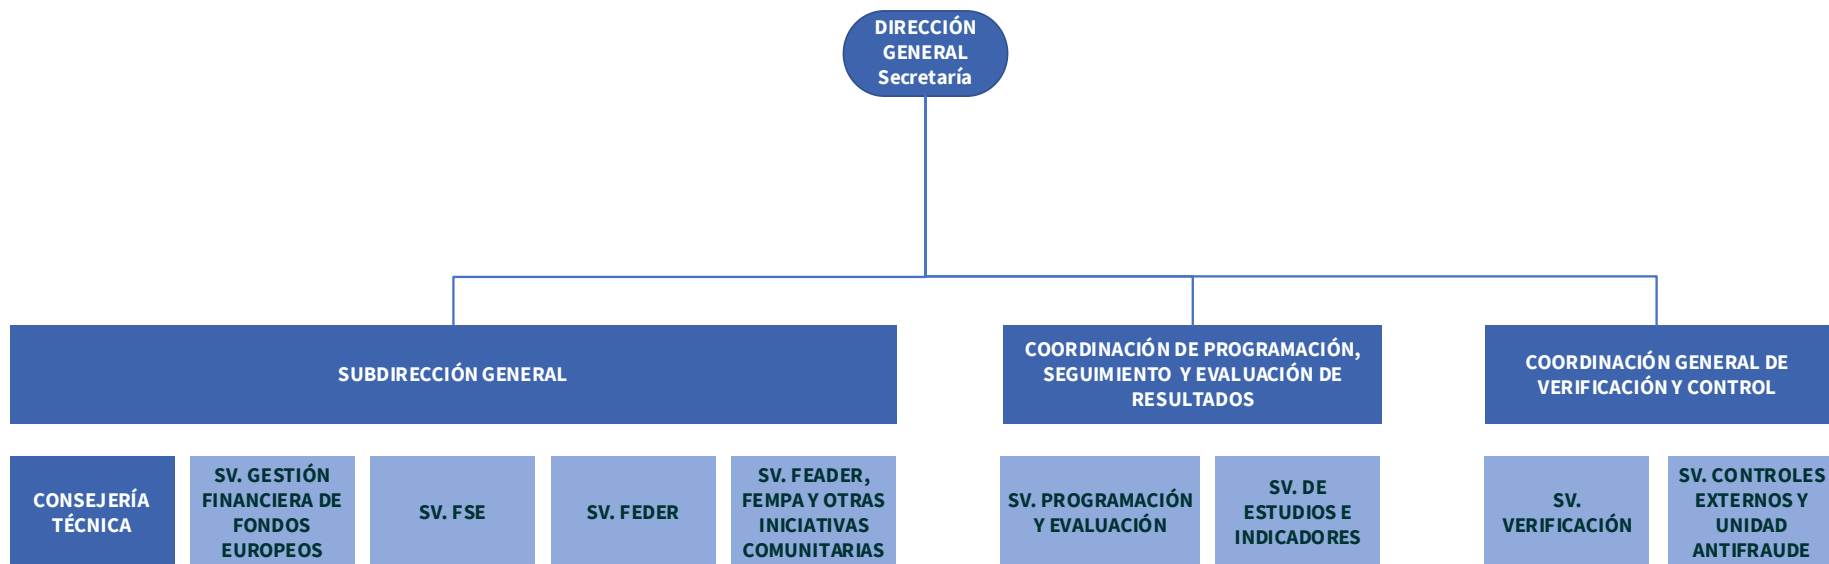 DIRECCIÓN
GENERAL
Secretaría
SUBDIRECCIÓN GENERAL
COORDINACIÓN DE PROGRAMACIÓN,
SEGUIMIENTO Y EVALUACIÓN DE
RESULTADOS
COORDINACIÓN GENERAL DE
VERIFICACIÓN Y CONTROL
CONSEJERÍA
TÉCNICA
SV. GESTIÓN
FINANCIERA DE
FONDOS
EUROPEOS
SV. FSE
SV. FEDER
SV. FEADER,
FEMPA Y OTRAS
INICIATIVAS
COMUNITARIAS
SV. PROGRAMACIÓN
Y EVALUACIÓN
SV. DE
ESTUDIOS E
INDICADORES
SV.
VERIFICACIÓN
SV. CONTROLES
EXTERNOS Y
UNIDAD
ANTIFRAUDE